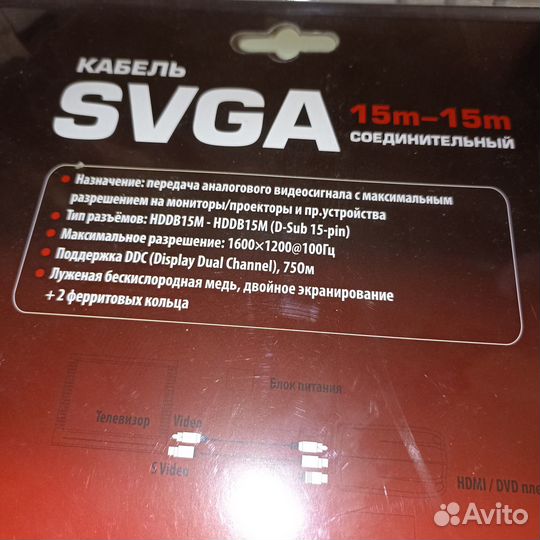 КАБЕЛЬ
SVGA
15m–15m
СОЕДИНИТЕЛЬНЫЙ
• Назначение: передача аналогового видеосигнала с максимальным
разрешением на мониторы/проекторы и пр.устройства
• Тип разъёмов: HDDB15M - HDDB15M (D-Sub 15-pin)
• Максимальное разрешение: 1600×1200@100Гц
• Поддержка DDC (Display Dual Channel), 75Ом
• Луженая бескислородная медь, двойное экранирование
+ 2 ферритовых кольца
Блок питания
Телевизор
Video
S Video
HDMI / DVD пле
Avito